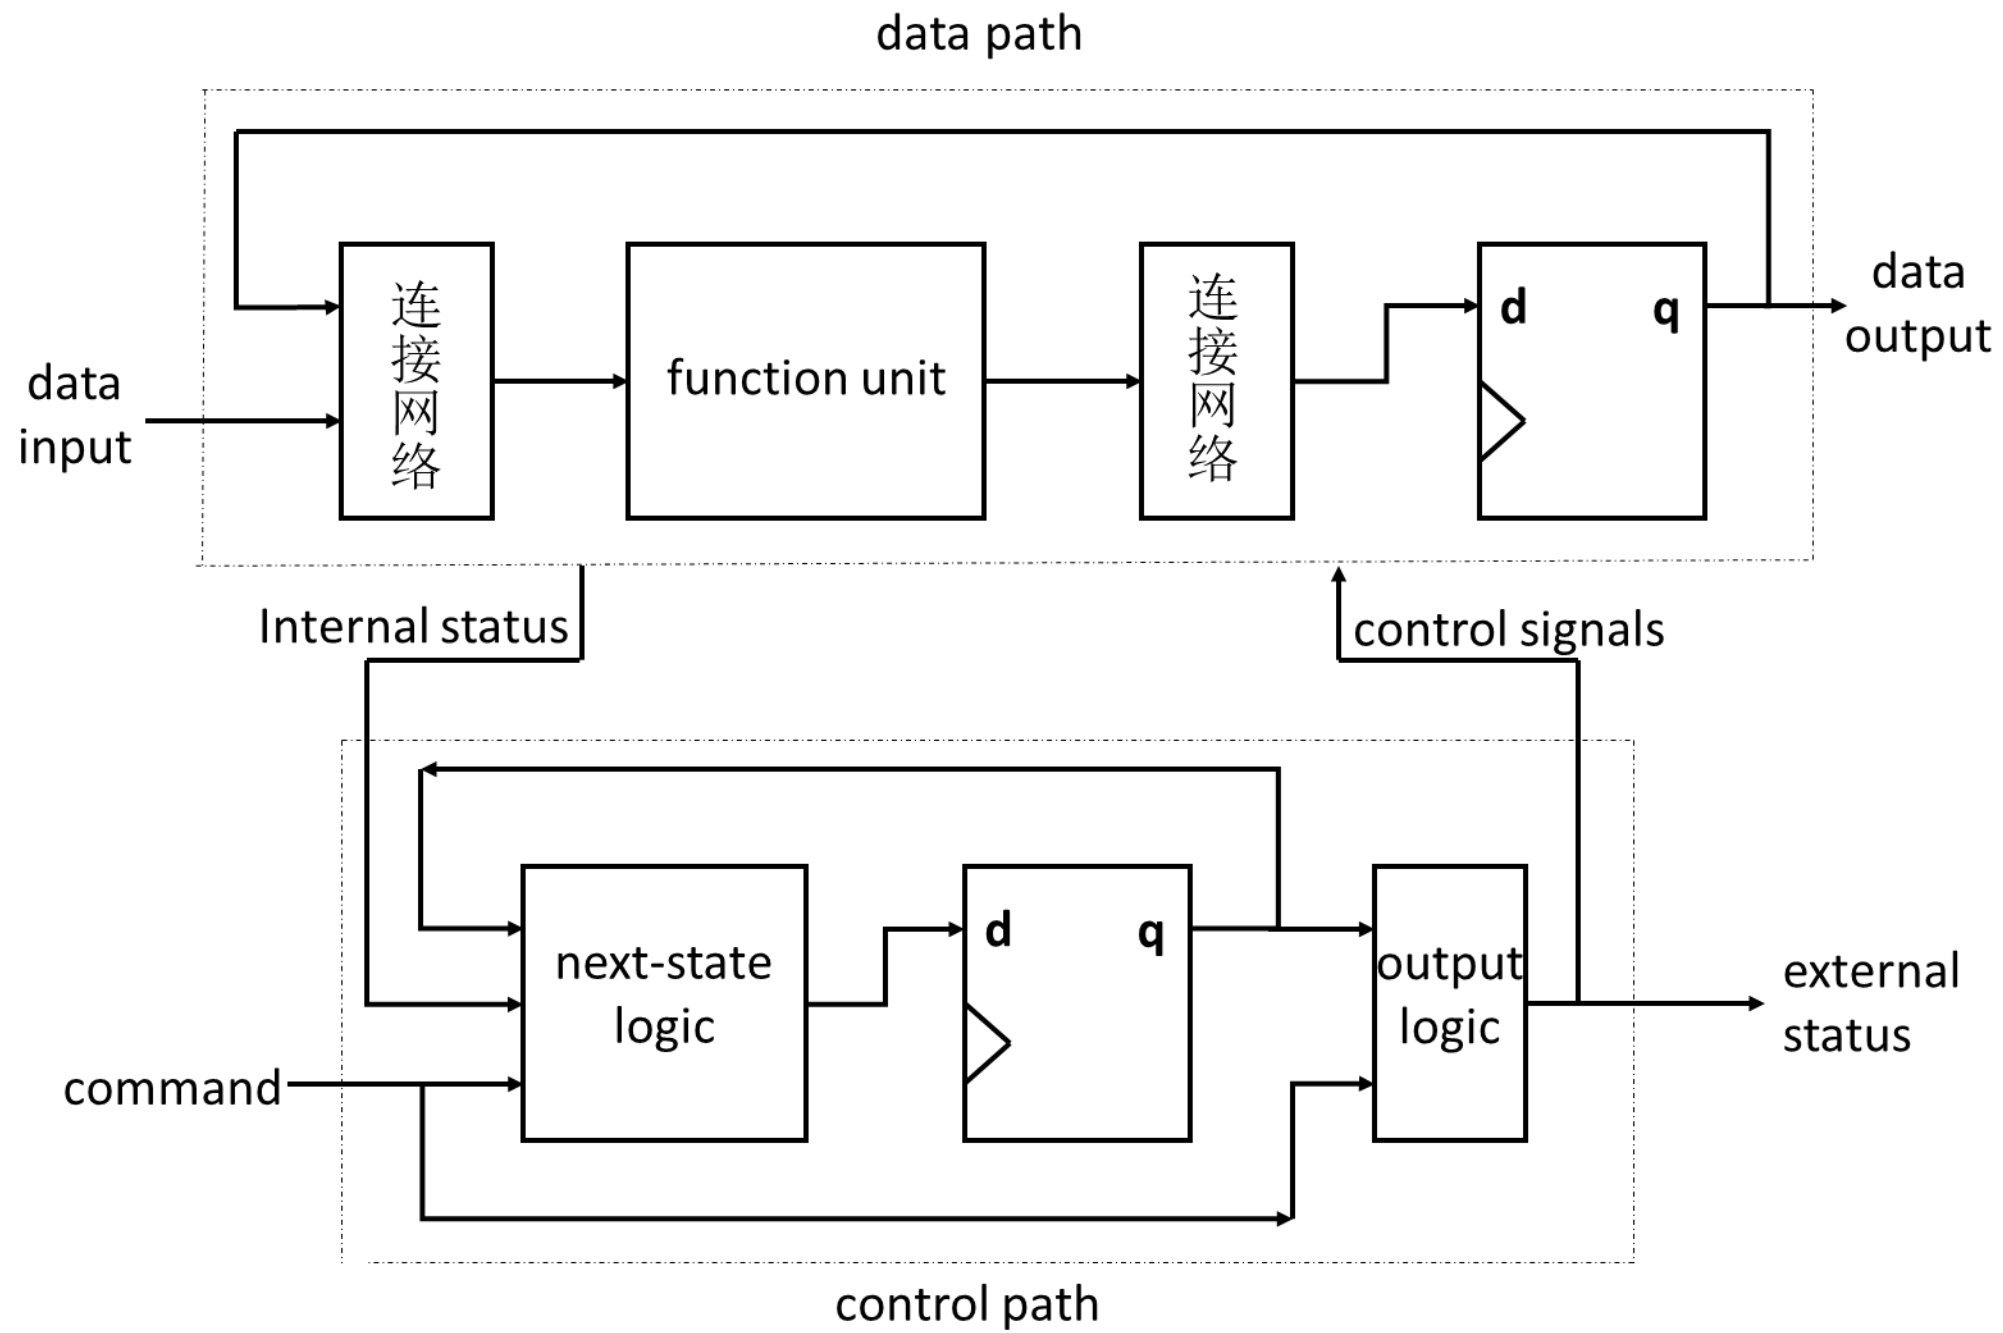 data path
data
input
连
接
网
络
function unit
连
接
网
络
d q
data
output
Internal status
control signals
next-state
logic
d q
output
logic
external
status
command
control path